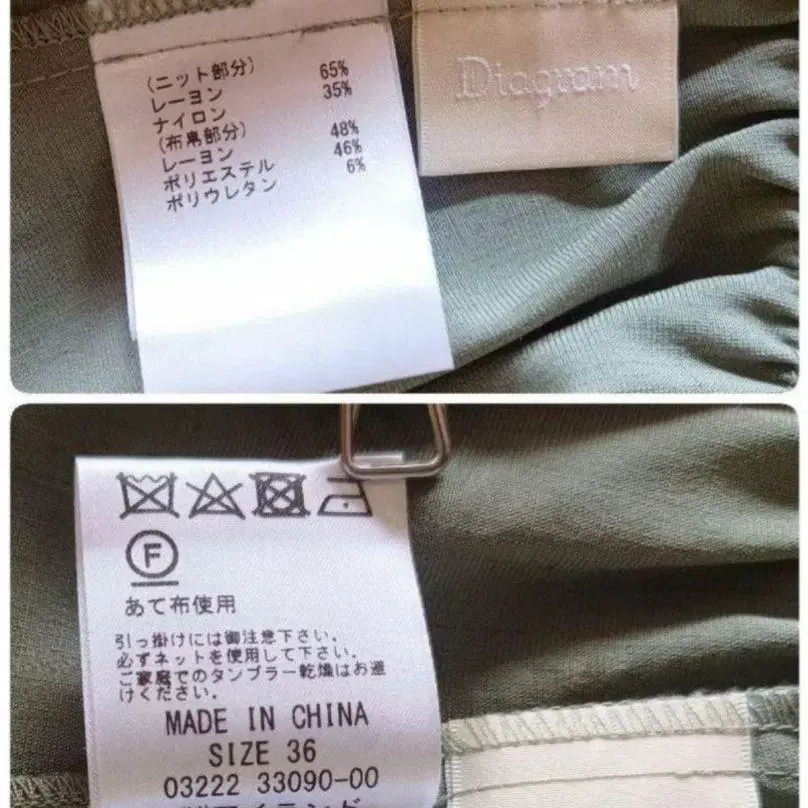 (ニット部分)
レーヨン 65%
ナイロン 35%
(布帛部分)
レーヨン 48%
ポリエステル 46%
ポリウレタン 6%
Diagram
F
あて布使用
引っ掛けには御注意下さい。
必ずネットを使用して下さい。
ご家庭でのタンブラー乾燥はお避
けください。
MADE IN CHINA
SIZE 36
03222 33090-00